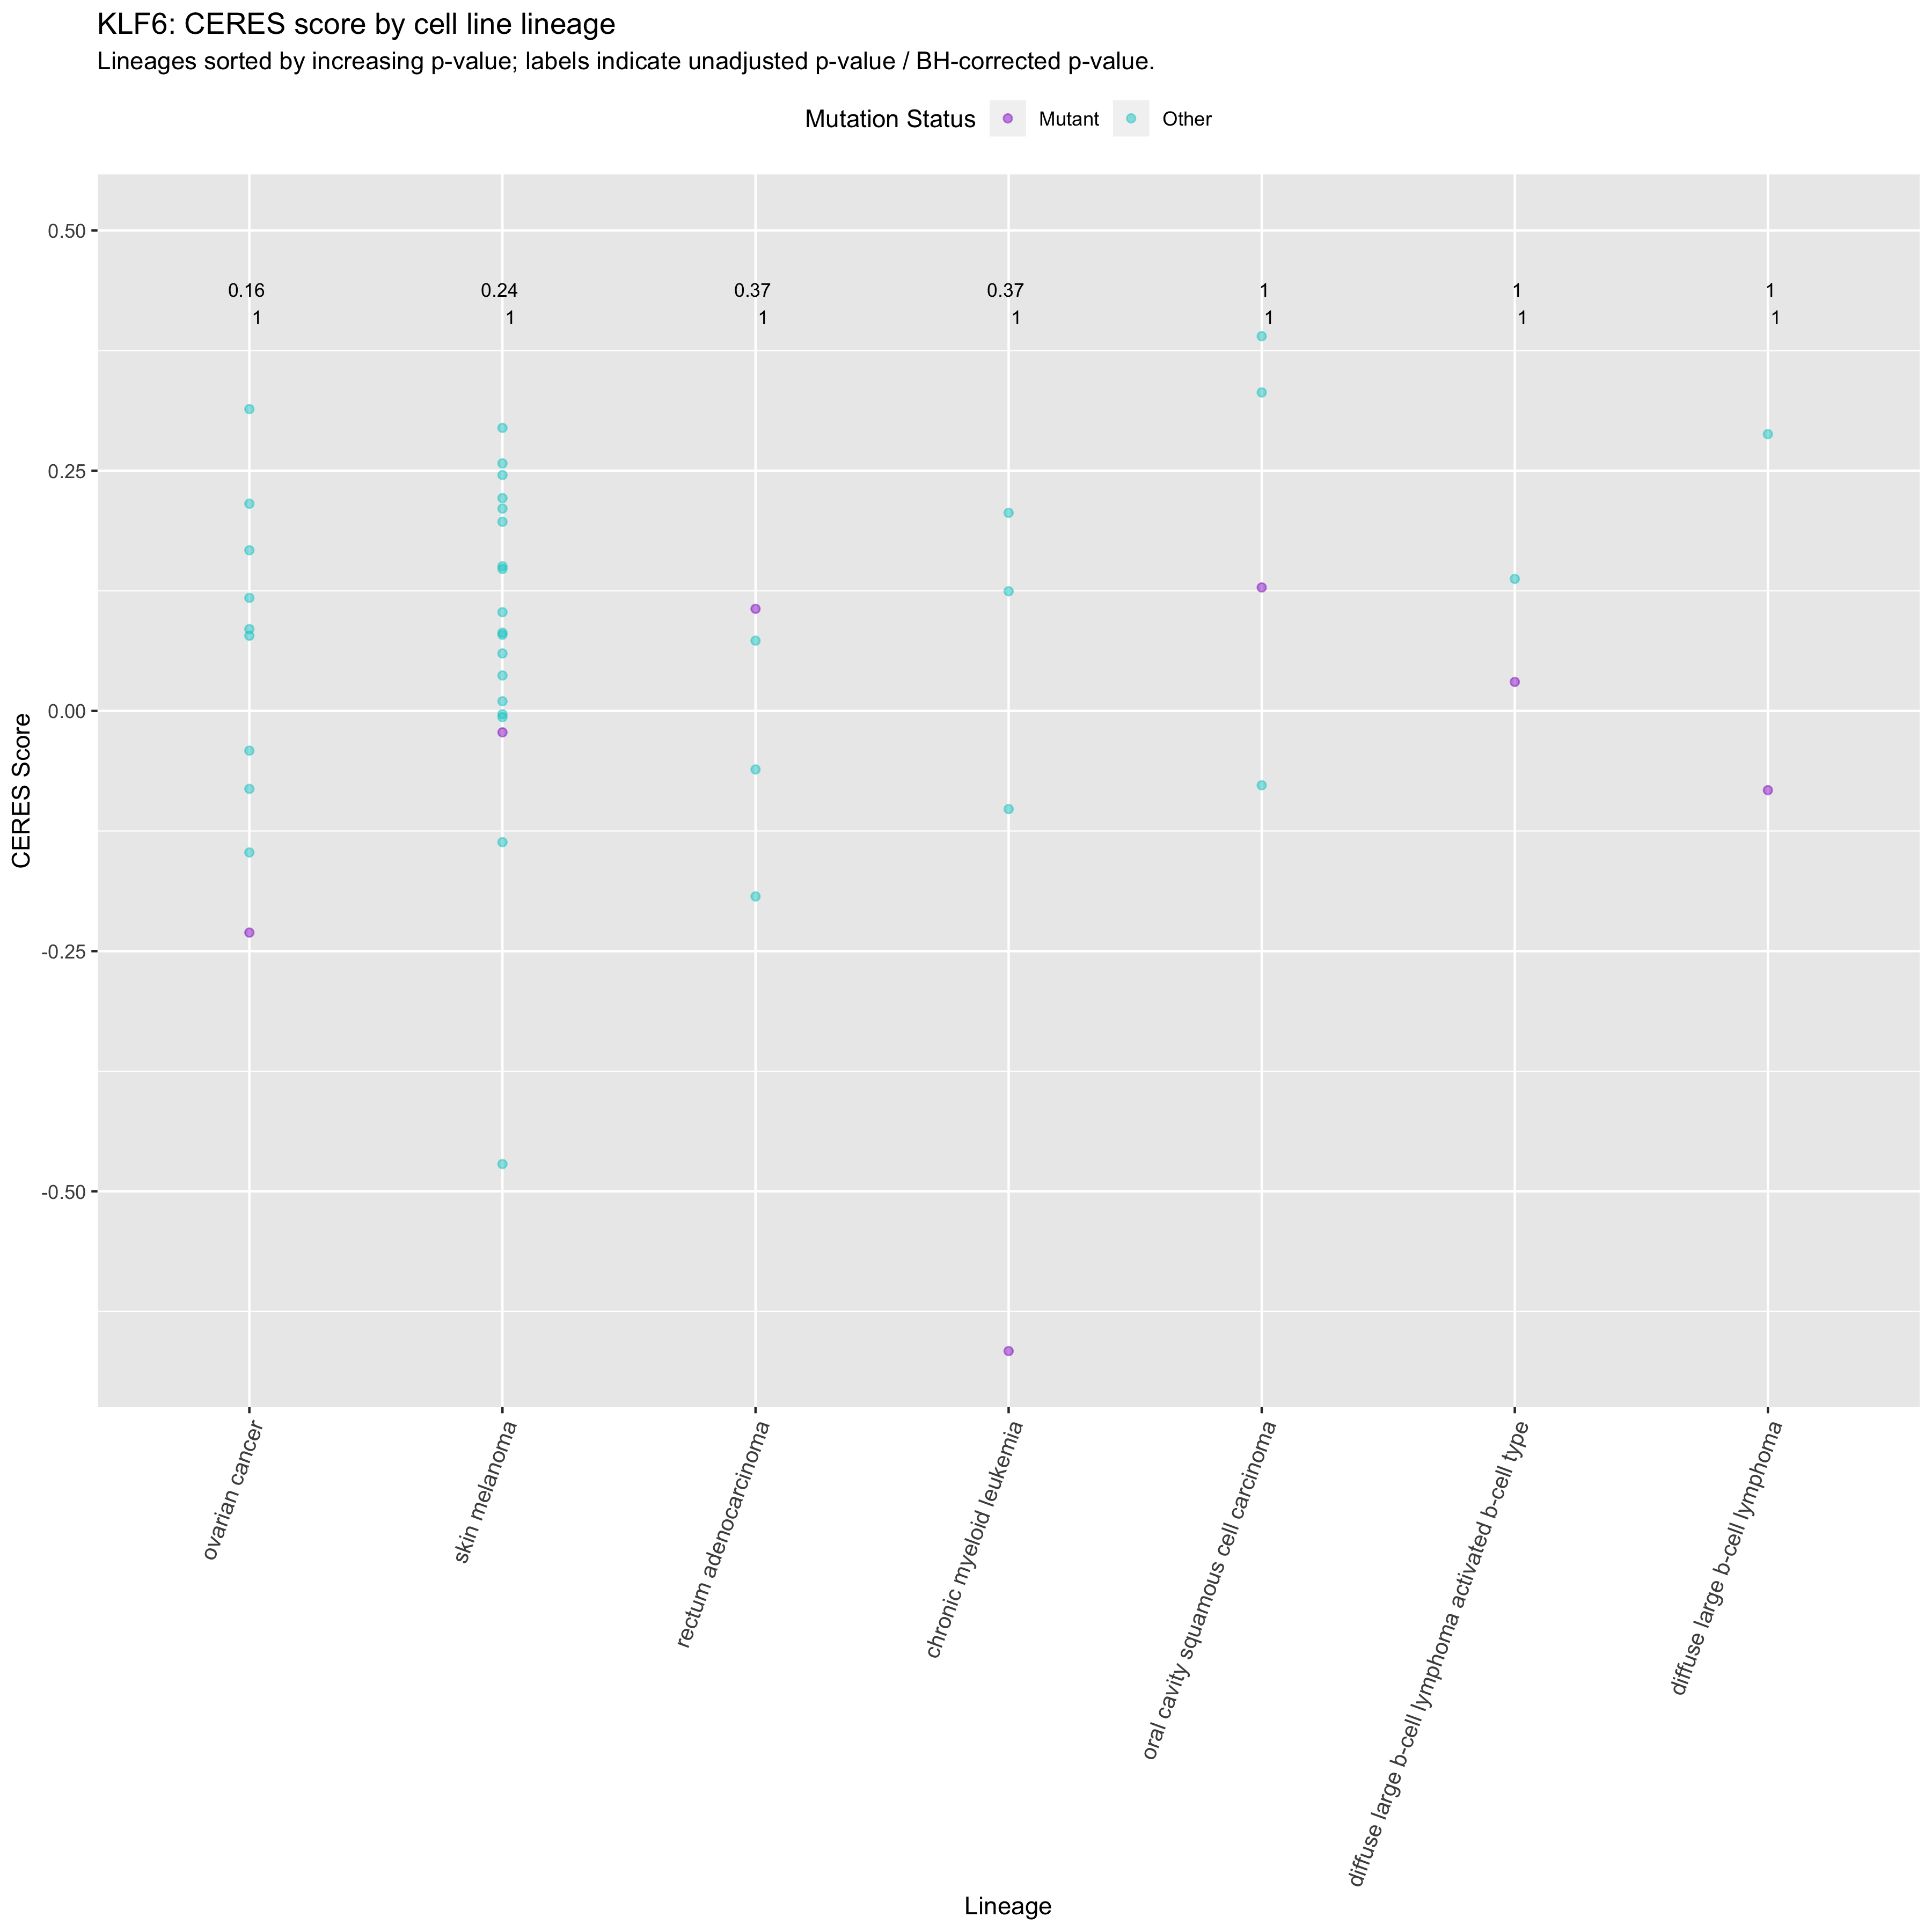 KLF6: CERES score by cell line lineage
Lineages sorted by increasing p-value; labels indicate unadjusted p-value / BH-corrected p-value.
Mutation Status Mutant Other
0.50
0.16 0.24 0.37 0.37 1 1 1
1 1 1 1 1 1 1
0.25
0.00
-0.25
-0.50
CERES Score
ovarian cancer
skin melanoma
rectum adenocarcinoma
chronic myeloid leukemia
oral cavity squamous cell carcinoma
diffuse large b-cell lymphoma activated b-cell type
diffuse large b-cell lymphoma
Lineage